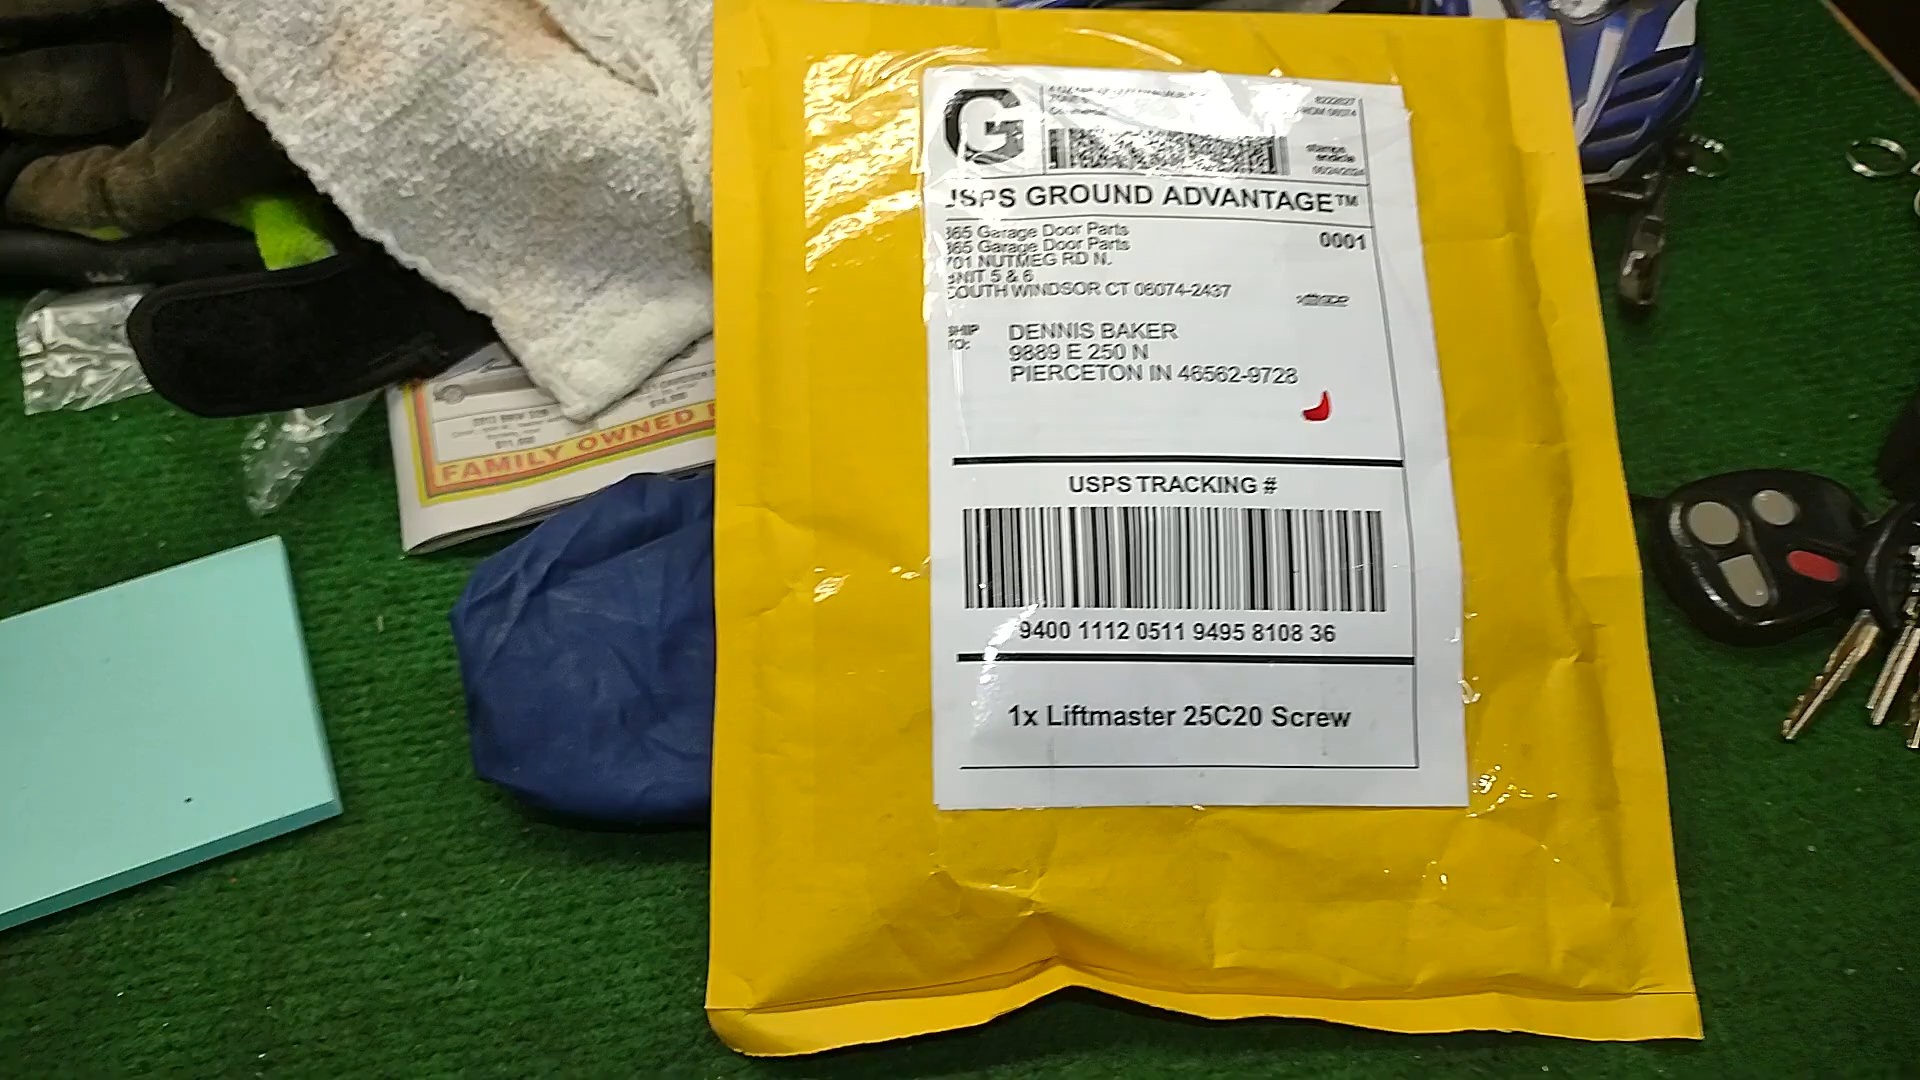 G
USPS GROUND ADVANTAGE™
365 Garage Door Parts
365 Garage Door Parts
701 NUTMEG RD N.
UNIT 5 & 6
SOUTH WINDSOR CT 06074-2437
0001
stamps
endicia
SHIP
TO:
DENNIS BAKER
9889 E 250 N
PIERCETON IN 46562-9728
USPS TRACKING #
9400 1112 0511 9495 8108 36
1x Liftmaster 25C20 Screw
FAMILY OWNED